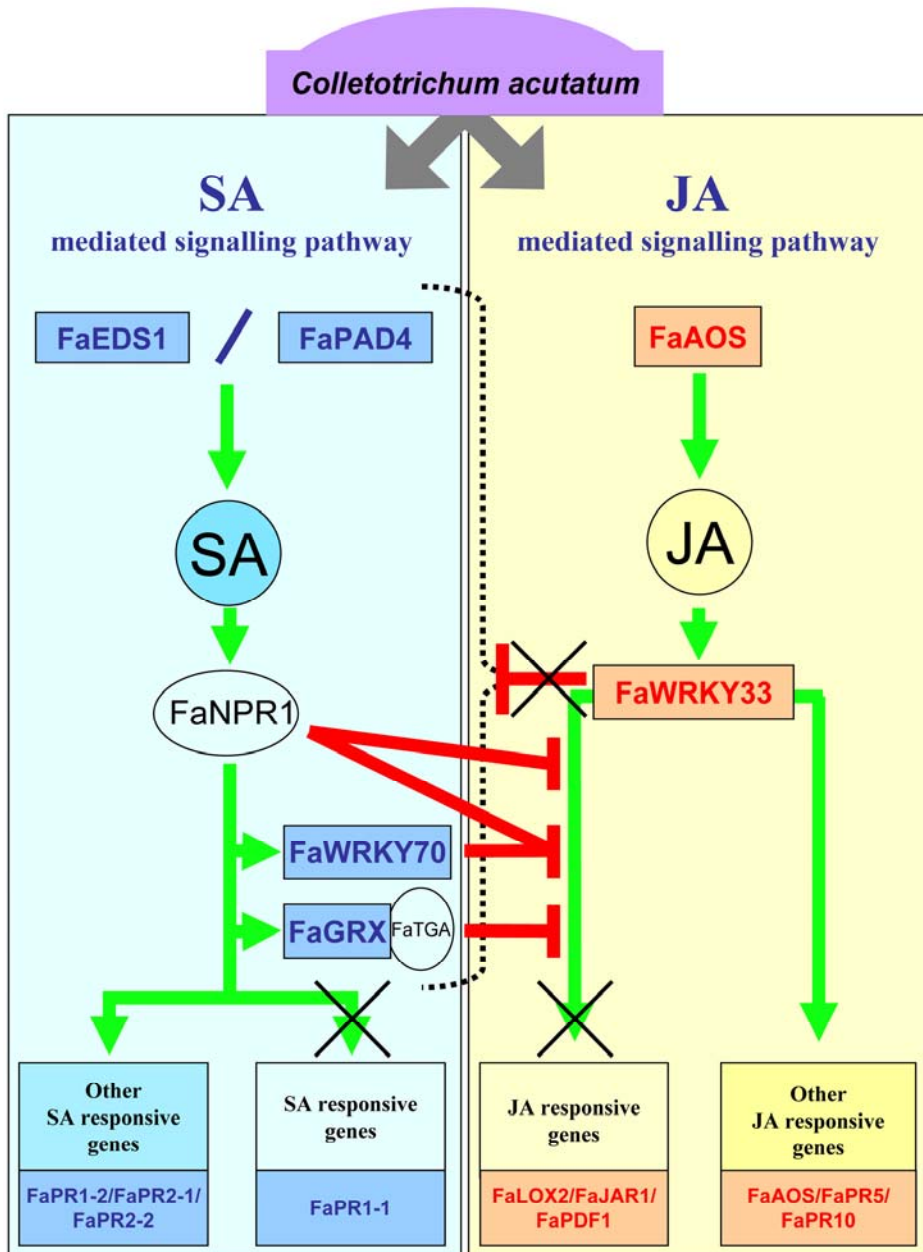 Colletotrichum acutatum
SA
mediated signalling pathway
JA
mediated signalling pathway
FaEDS1
FaPAD4
FaAOS
SA
JA
FaNPR1
FaWRKY33
FaWRKY70
FaGRX
FaTGA
Other
SA responsive
genes
FaPR1-2/FaPR2-1/
FaPR2-2
SA responsive
genes
FaPR1-1
JA responsive
genes
FaLOX2/FaJAR1/
FaPDF1
Other
JA responsive
genes
FaAOS/FaPR5/
FaPR10